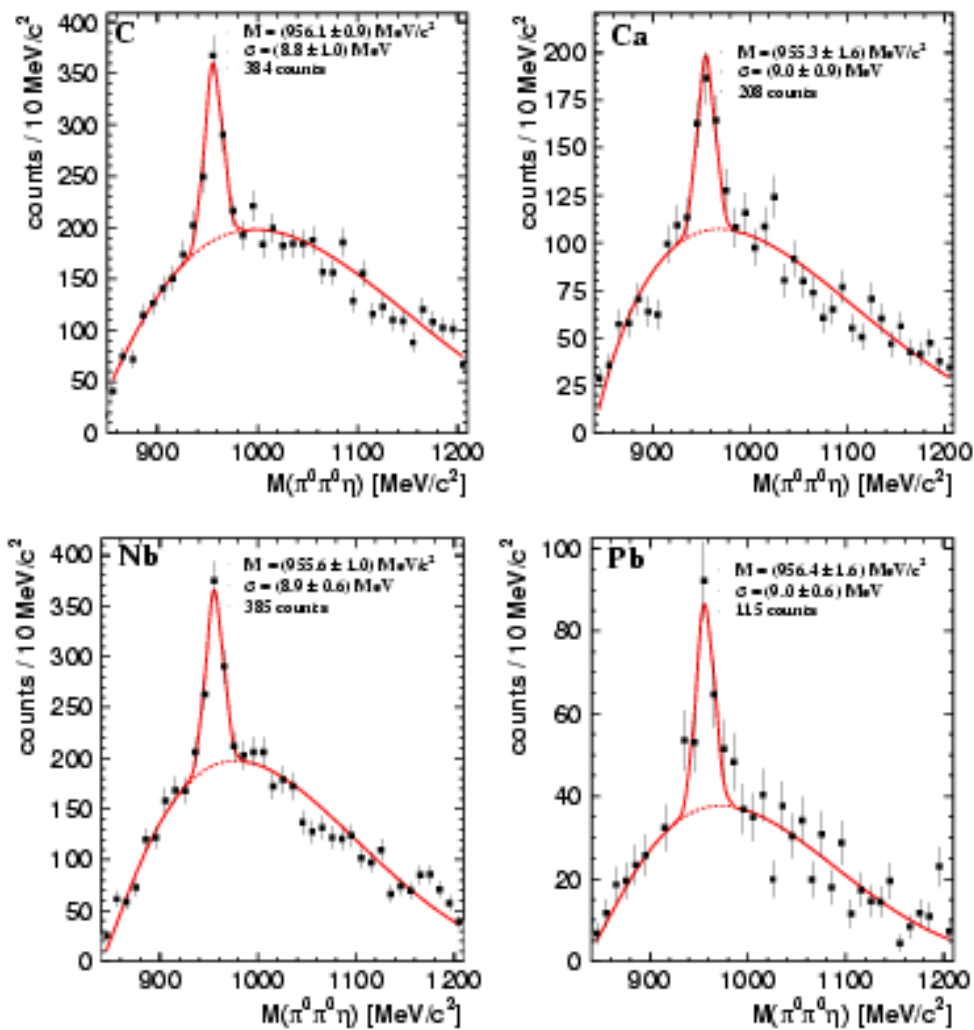 C
M = (956.1 ± 0.9) MeV/c²
σ = (8.8 ± 1.0) MeV
384 counts
counts / 10 MeV/c²
400
350
300
250
200
150
100
50
0
900 1000 1100 1200
M(π⁰π⁰η) [MeV/c²]
Ca
M = (955.3 ± 1.6) MeV/c²
σ = (9.0 ± 0.9) MeV
208 counts
counts / 10 MeV/c²
200
175
150
125
100
75
50
25
0
900 1000 1100 1200
M(π⁰π⁰η) [MeV/c²]
Nb
M = (955.6 ± 1.0) MeV/c²
σ = (8.9 ± 0.6) MeV
385 counts
counts / 10 MeV/c²
400
350
300
250
200
150
100
50
0
900 1000 1100 1200
M(π⁰π⁰η) [MeV/c²]
Pb
M = (956.4 ± 1.6) MeV/c²
σ = (9.0 ± 0.6) MeV
115 counts
counts / 10 MeV/c²
100
80
60
40
20
0
900 1000 1100 1200
M(π⁰π⁰η) [MeV/c²]